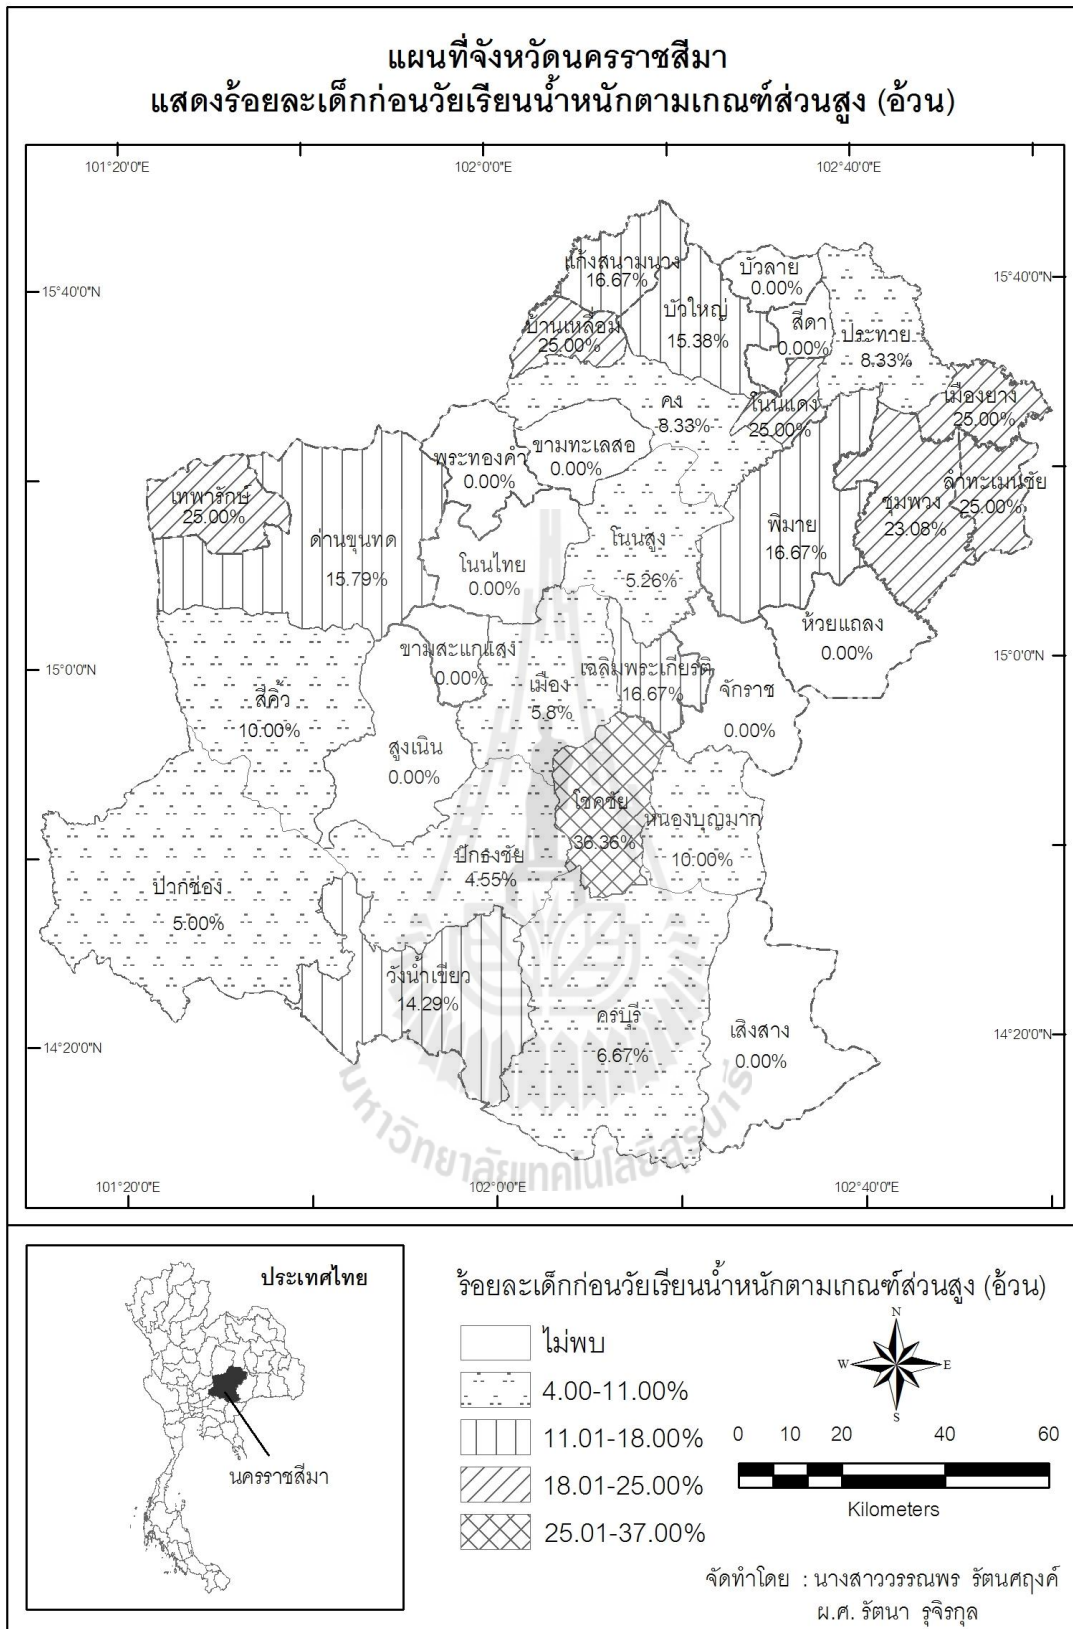 แผนที่จังหวัดนครราชสีมา
แสดงร้อยละเด็กก่อนวัยเรียนน้ำหนักตามเกณฑ์ส่วนสูง (อ้วน)
101°20'0"E 102°0'0"E 102°40'0"E
15°40'0"N 15°40'0"N
แก้งสนามนาง
16.67%
บัวลาย
0.00%
บัวใหญ่
15.38%
สีดา
0.00%
ประทาย
8.33%
บ้านเหลื่อม
25.00%
เมืองยาง
25.00%
คง
8.33%
โนนแดง
25.00%
ขามทะเลสอ
0.00%
พระทองคำ
0.00%
ลำทะเมนชัย
25.00%
ชุมพวง
23.08%
เทพารักษ์
25.00%
พิมาย
16.67%
ด่านขุนทด
15.79%
โนนสูง
5.26%
โนนไทย
0.00%
ห้วยแถลง
0.00%
15°0'0"N 15°0'0"N
ขามสะแกแสง
0.00%
เฉลิมพระเกียรติ
16.67%
เมือง
5.8%
จักราช
0.00%
สีคิ้ว
10.00%
สูงเนิน
0.00%
โชคชัย
36.36%
หนองบุญมาก
10.00%
ปักธงชัย
4.55%
ปากช่อง
5.00%
วังน้ำเขียว
14.29%
ครบุรี
6.67%
เสิงสาง
0.00%
14°20'0"N 14°20'0"N
มหาวิทยาลัยเทคโนโลยีสุรนารี
101°20'0"E 102°0'0"E 102°40'0"E
ประเทศไทย
นครราชสีมา
ร้อยละเด็กก่อนวัยเรียนน้ำหนักตามเกณฑ์ส่วนสูง (อ้วน)
ไม่พบ
4.00-11.00%
11.01-18.00%
18.01-25.00%
25.01-37.00%
N
W E
S
0 10 20 40 60
Kilometers
จัดทำโดย : นางสาววรรณพร รัตนศฤงค์
ผ.ศ. รัตนา รุจิรกุล